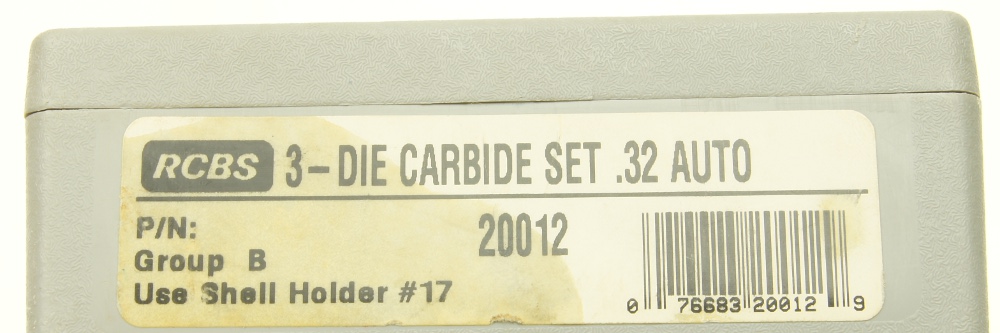 RCBS 3-DIE CARBIDE SET .32 AUTO
P/N: 20012
Group B
Use Shell Holder #17
0 76683 20012 9